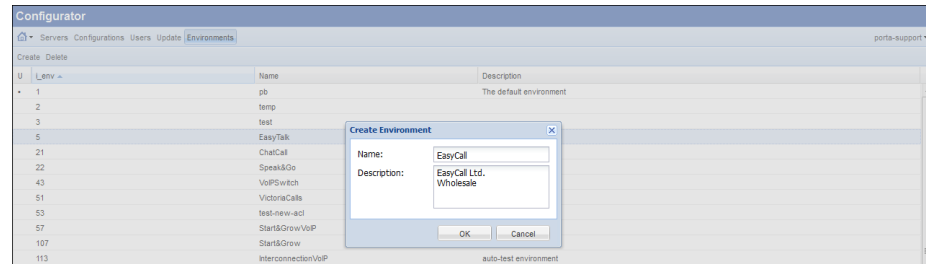 Configurator
Servers Configurations Users Update Environments porta-support
Create Delete
U i_env Name Description
1 pb The default environment
2 temp
3 test
5 EasyTalk
21 ChatCall
22 Speak&Go
43 VoIPSwitch
51 VictoriaCalls
53 test-new-acl
57 Start&GrowVoIP
107 Start&Grow
113 InterconnectionVoIP auto-test environment
Create Environment
Name: EasyCall
Description: EasyCall Ltd.
Wholesale
OK Cancel